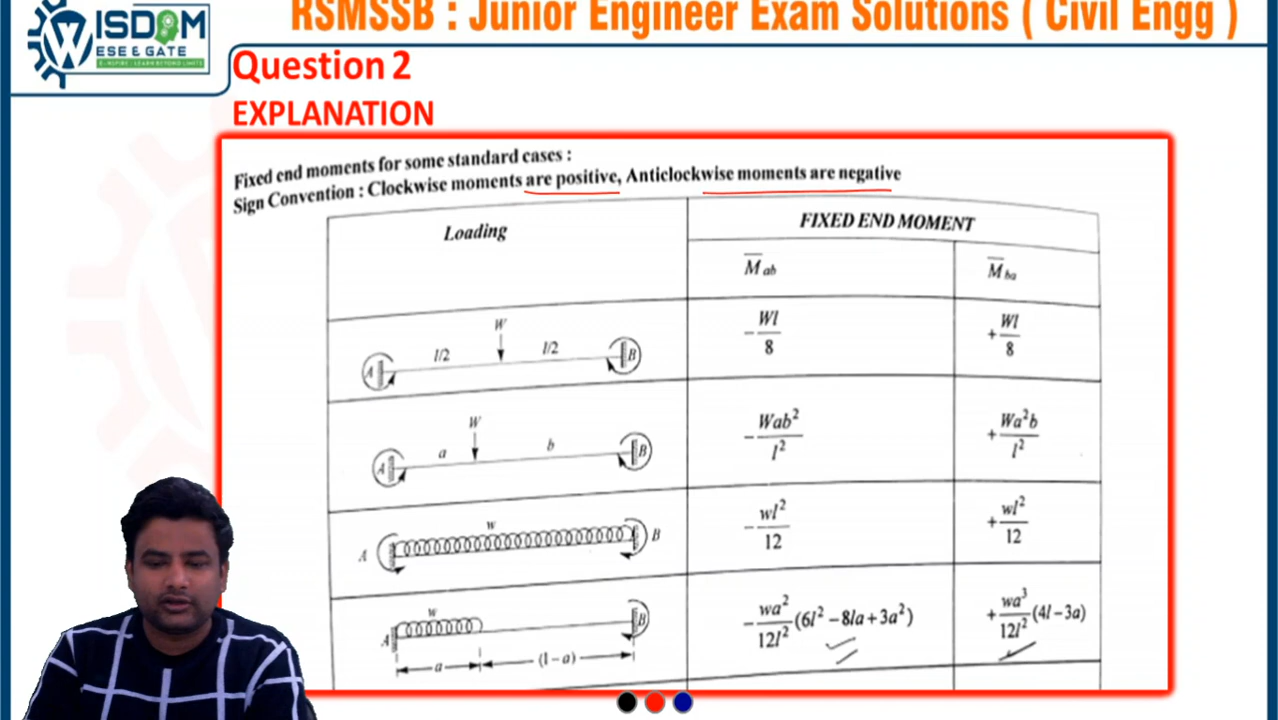 RSMSSB : Junior Engineer Exam Solutions ( Civil Engg )
WISDOM
ESE & GATE
Question 2
EXPLANATION
Fixed end moments for some standard cases :
Sign Convention : Clockwise moments are positive, Anticlockwise moments are negative
Loading
FIXED END MOMENT
M̅ ab
M̅ ba
W
l/2
l/2
A
B
−Wl/8
+Wl/8
W
a
b
A
B
−Wab²/l²
+Wa²b/l²
w
A
B
−wl²/12
+wl²/12
w
A
B
a
(l − a)
−wa²/12l² (6l² − 8la + 3a²)
+wa³/12l² (4l − 3a)